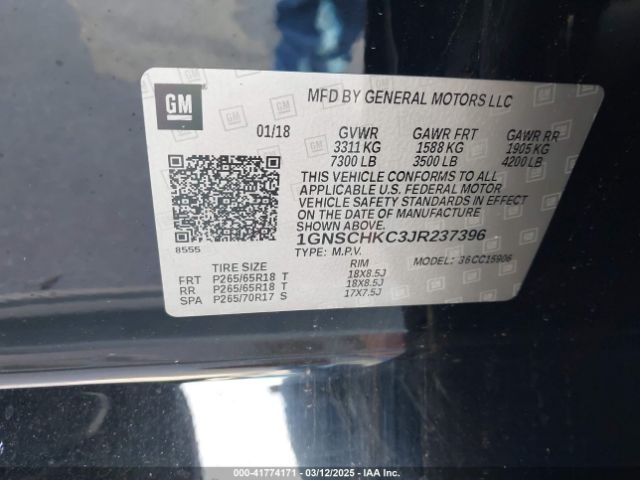 GM
MFD BY GENERAL MOTORS LLC
01/18 GVWR GAWR FRT GAWR RR
3311 KG 1588 KG 1905 KG
7300 LB 3500 LB 4200 LB
THIS VEHICLE CONFORMS TO ALL
APPLICABLE U.S. FEDERAL MOTOR
VEHICLE SAFETY STANDARDS IN EFFECT
ON THE DATE OF MANUFACTURE
SHOWN ABOVE.
1GNSCHKC3JR237396
8555
TYPE: M.P.V. MODEL: 36CC15906
TIRE SIZE RIM
FRT P265/65R18 T 18X8.5J
RR P265/65R18 T 18X8.5J
SPA P265/70R17 S 17X7.5J
000-41774171 | 03/12/2025 | IAA Inc.